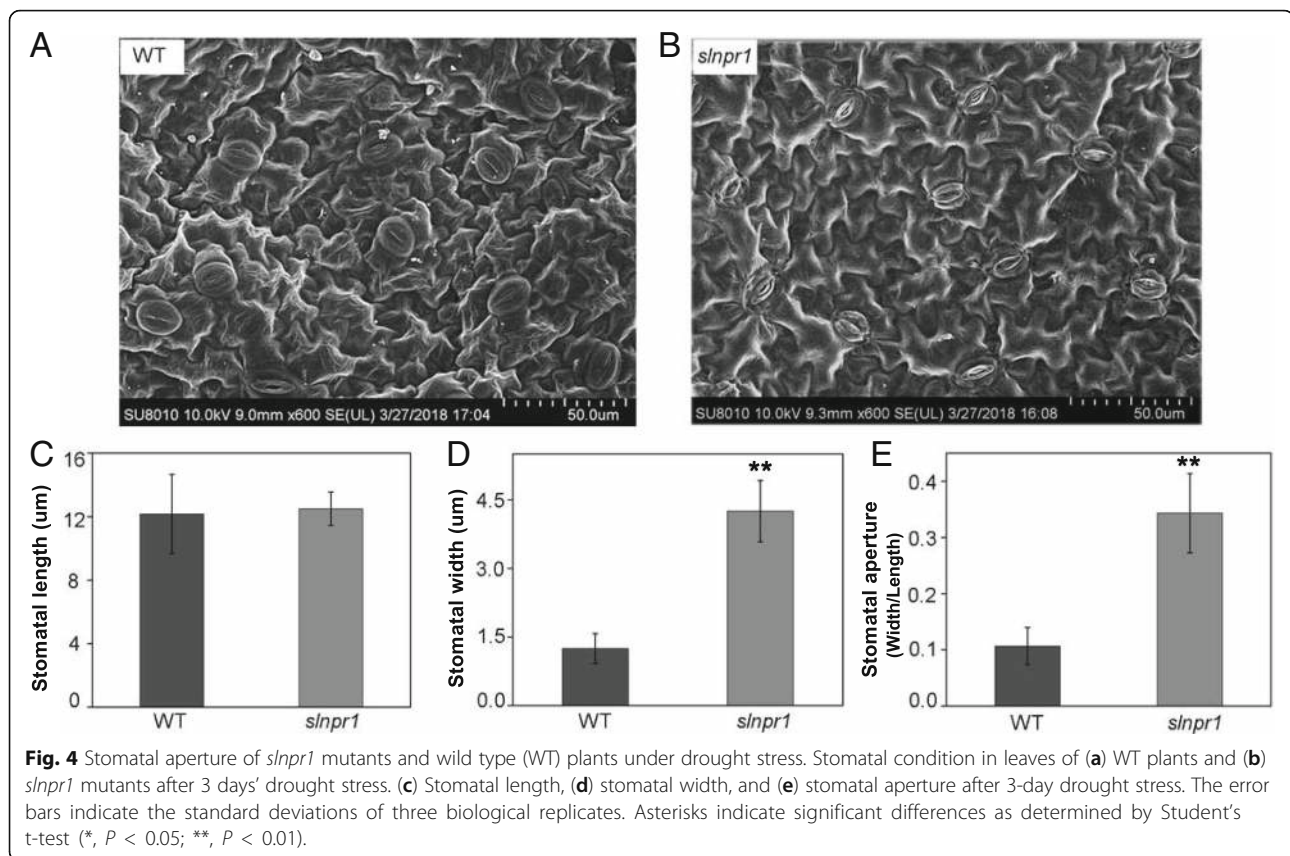 A
WT
SU8010 10.0kV 9.0mm x600 SE(UL) 3/27/2018 17:04
50.0um
B
slnpr1
SU8010 10.0kV 9.3mm x600 SE(UL) 3/27/2018 16:08
50.0um
C
Stomatal length (um)
16
12
8
4
0
WT
slnpr1
D
Stomatal width (um)
4.5
3.0
1.5
0.0
**
WT
slnpr1
E
Stomatal aperture
(Width/Length)
0.4
0.3
0.2
0.1
0.0
**
WT
slnpr1
Fig. 4 Stomatal aperture of slnpr1 mutants and wild type (WT) plants under drought stress. Stomatal condition in leaves of (a) WT plants and (b)
slnpr1 mutants after 3 days' drought stress. (c) Stomatal length, (d) stomatal width, and (e) stomatal aperture after 3-day drought stress. The error
bars indicate the standard deviations of three biological replicates. Asterisks indicate significant differences as determined by Student's
t-test (*, P < 0.05; **, P < 0.01).